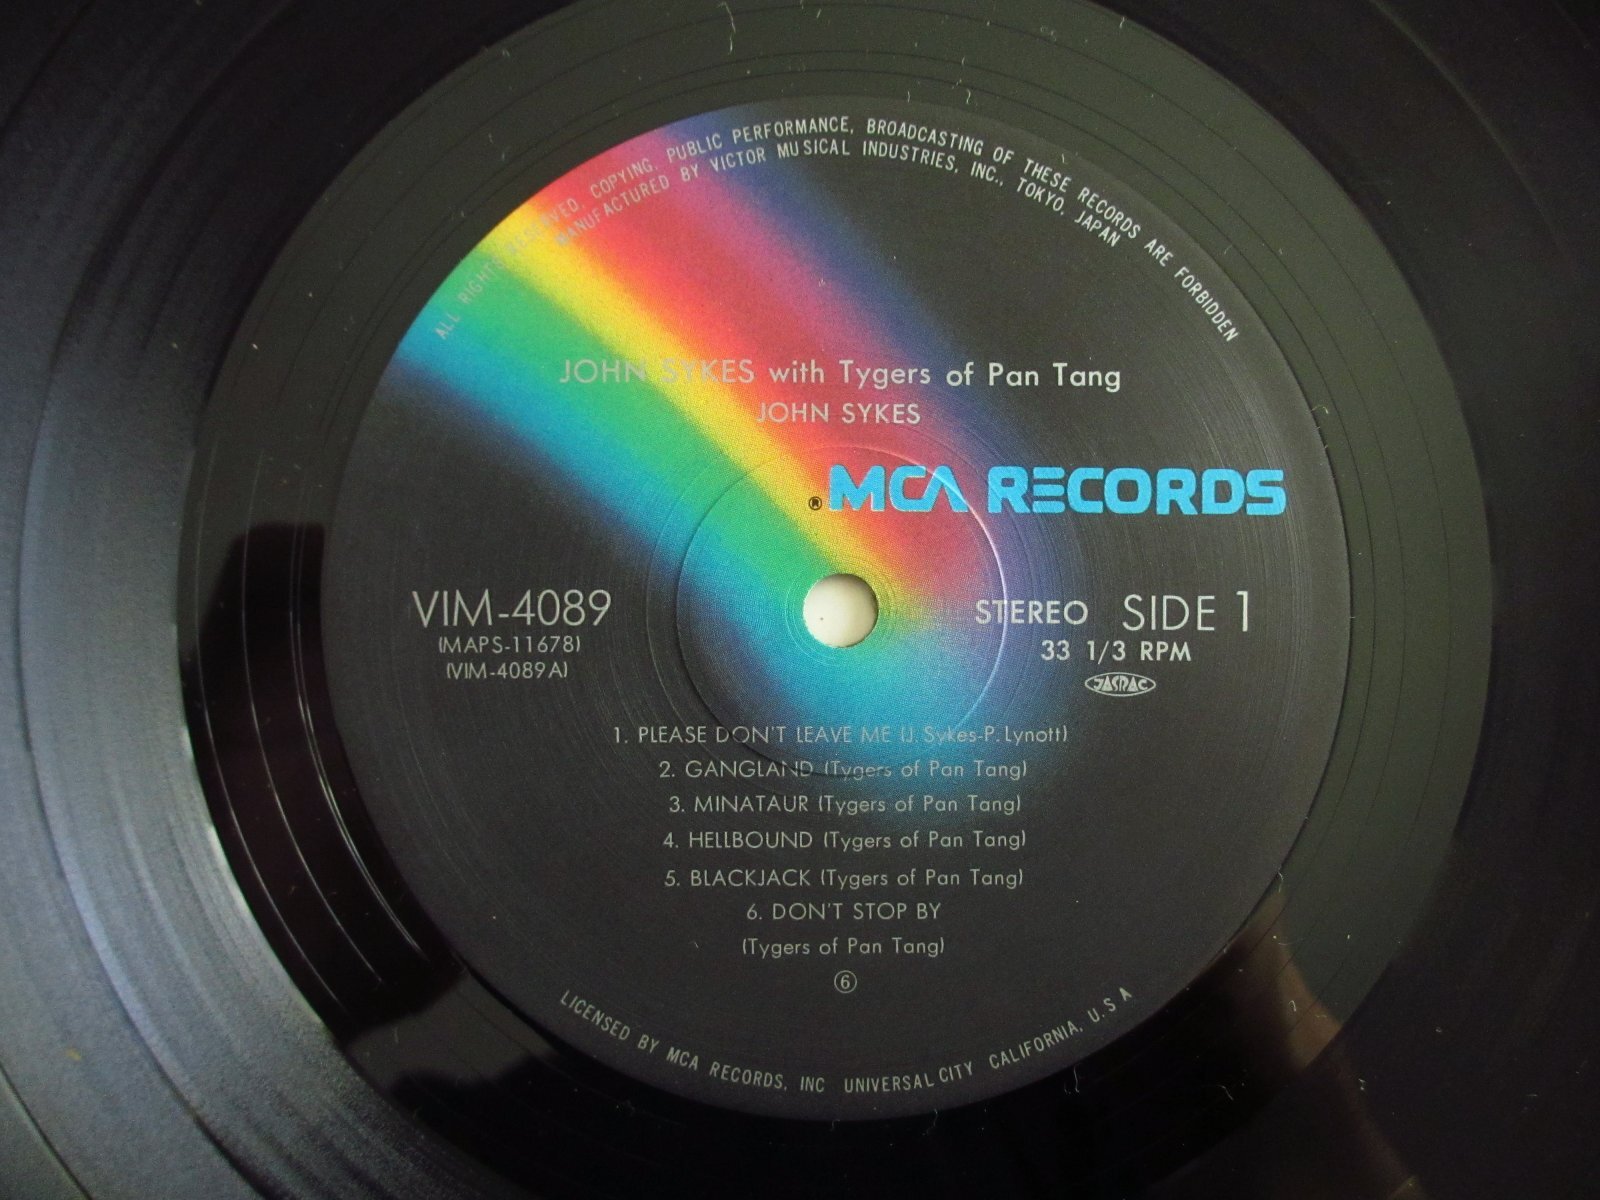 ALL RIGHTS RESERVED. COPYING, PUBLIC PERFORMANCE, BROADCASTING OF THESE RECORDS ARE FORBIDDEN
MANUFACTURED BY VICTOR MUSICAL INDUSTRIES, INC., TOKYO, JAPAN
JOHN SYKES with Tygers of Pan Tang
JOHN SYKES
® MCA RECORDS
VIM-4089
(MAPS-11678)
(VIM-4089A)
STEREO SIDE 1
33 1/3 RPM
JASRAC
1. PLEASE DON'T LEAVE ME (J. Sykes-P. Lynott)
2. GANGLAND (Tygers of Pan Tang)
3. MINATAUR (Tygers of Pan Tang)
4. HELLBOUND (Tygers of Pan Tang)
5. BLACKJACK (Tygers of Pan Tang)
6. DON'T STOP BY
(Tygers of Pan Tang)
⑥
LICENSED BY MCA RECORDS, INC UNIVERSAL CITY CALIFORNIA, U.S A